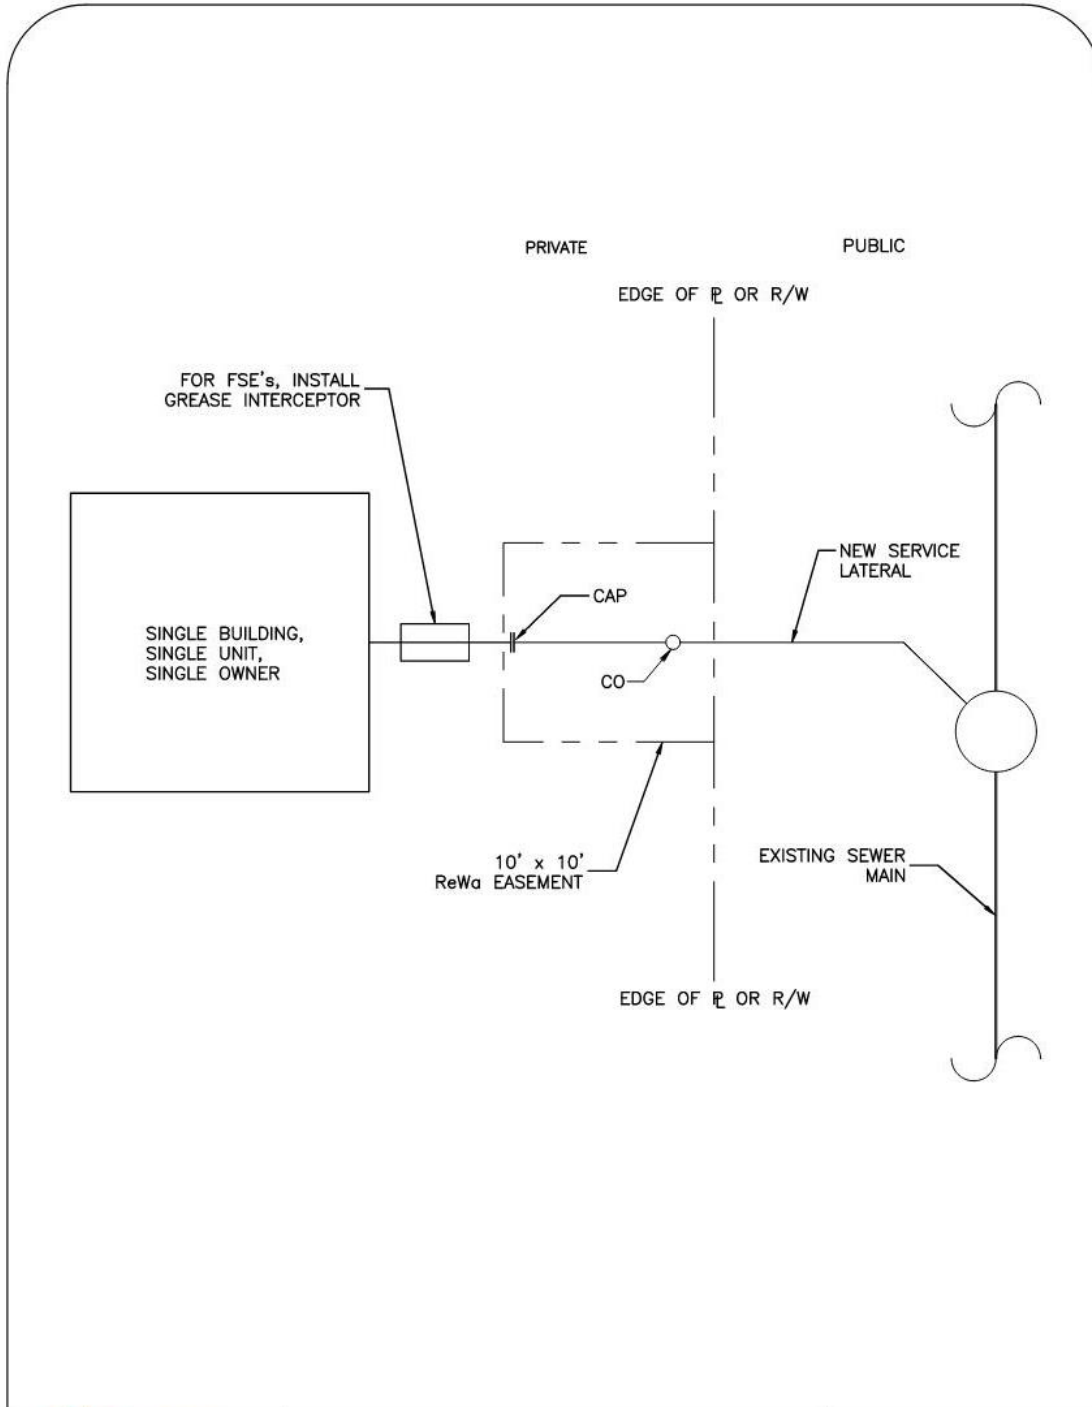 PRIVATE
PUBLIC
EDGE OF ⅊ OR R/W
FOR FSE's, INSTALL
GREASE INTERCEPTOR
NEW SERVICE
LATERAL
CAP
SINGLE BUILDING,
SINGLE UNIT,
SINGLE OWNER
CO
10' x 10'
ReWa EASEMENT
EXISTING SEWER
MAIN
EDGE OF ⅊ OR R/W